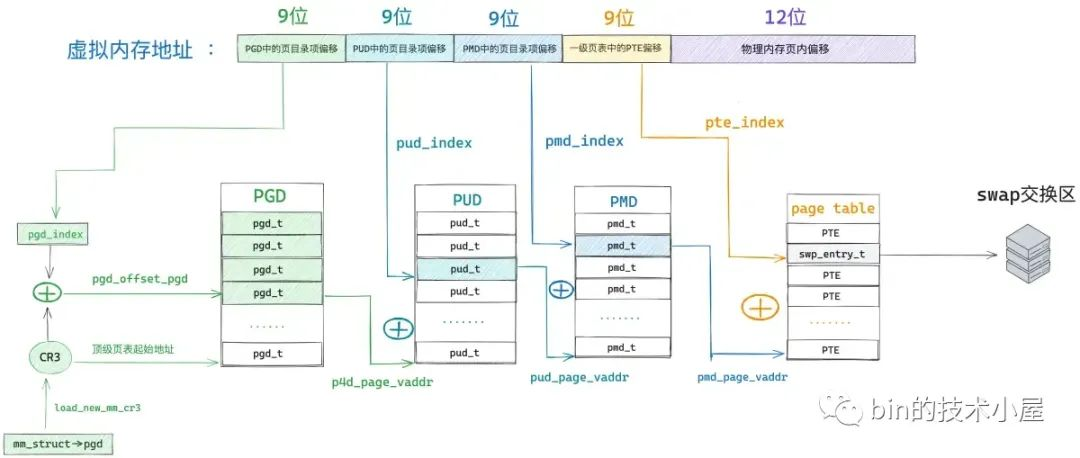 9位
9位
9位
9位
12位
虚拟内存地址 :
PGD中的页目录项偏移
PUD中的页目录项偏移
PMD中的页目录项偏移
一级页表中的PTE偏移
物理内存页内偏移
pud_index
pmd_index
pte_index
PGD
pgd_t
pgd_t
pgd_t
pgd_t
......
pgd_t
PUD
pud_t
pud_t
pud_t
pud_t
.......
pud_t
PMD
pmd_t
pmd_t
pmd_t
pmd_t
.......
pmd_t
page table
PTE
swp_entry_t
PTE
PTE
.......
PTE
swap交换区
pgd_index
pgd_offset_pgd
CR3
顶级页表起始地址
load_new_mm_cr3
mm_struct→pgd
p4d_page_vaddr
pud_page_vaddr
pmd_page_vaddr
bin的技术小屋